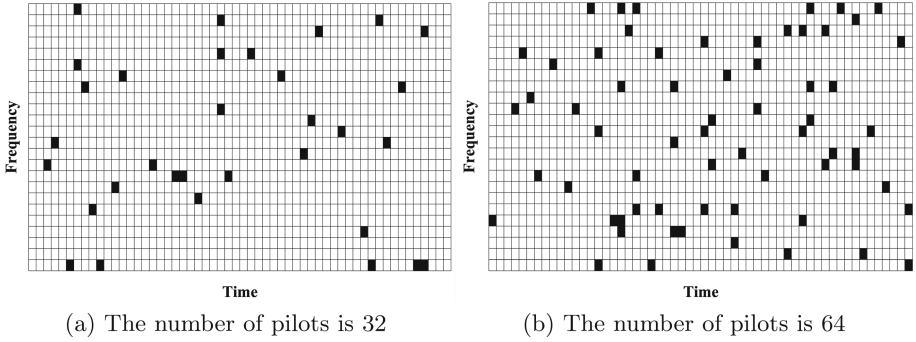 Frequency
Time
(a) The number of pilots is 32
Frequency
Time
(b) The number of pilots is 64